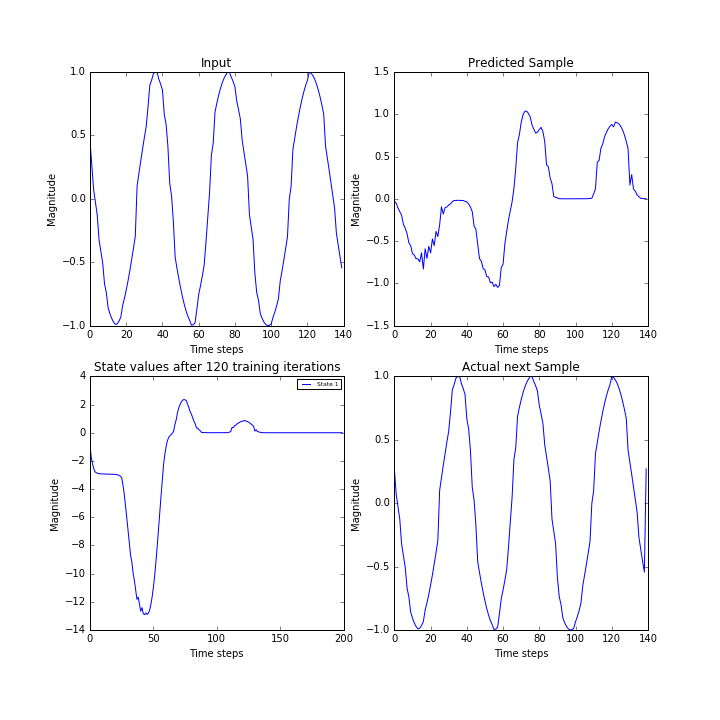 Input
Magnitude
1.0
0.5
0.0
−0.5
−1.0
0 20 40 60 80 100 120 140
Time steps
Predicted Sample
Magnitude
1.5
1.0
0.5
0.0
−0.5
−1.0
−1.5
0 20 40 60 80 100 120 140
Time steps
State values after 120 training iterations
State 1
Magnitude
4
2
0
−2
−4
−6
−8
−10
−12
−14
0 50 100 150 200
Time steps
Actual next Sample
Magnitude
1.0
0.5
0.0
−0.5
−1.0
0 20 40 60 80 100 120 140
Time steps